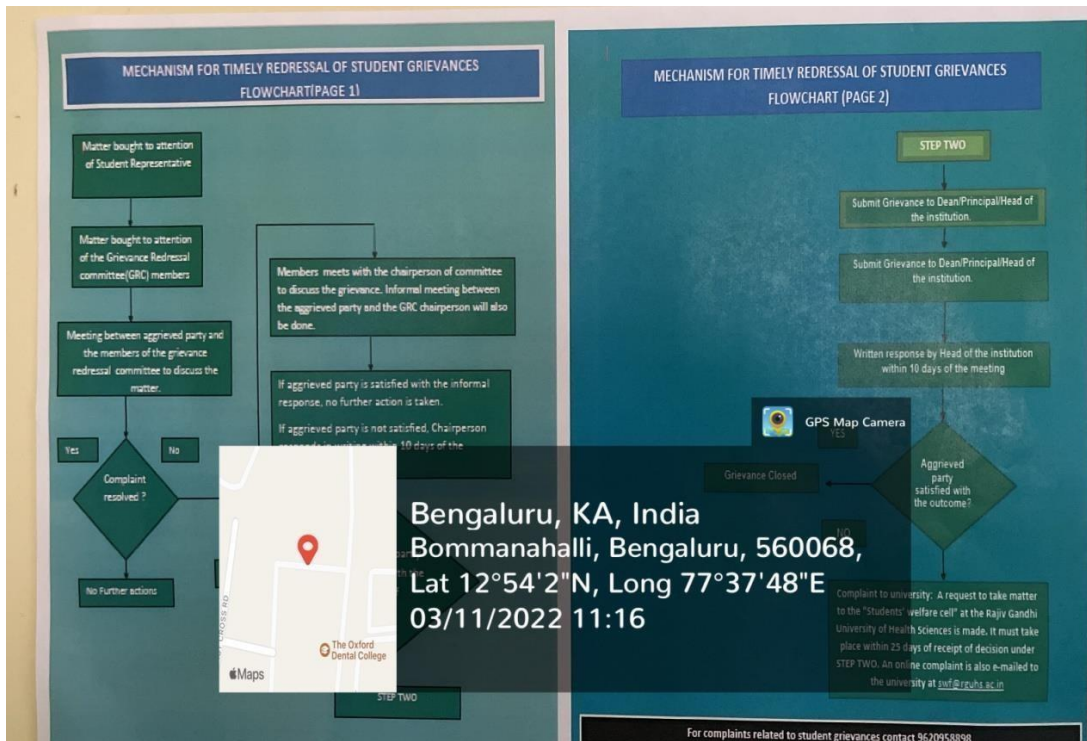 MECHANISM FOR TIMELY REDRESSAL OF STUDENT GRIEVANCES
FLOWCHART(PAGE 1)
Matter bought to attention
of Student Representative
Matter bought to attention
of the Grievance Redressal
committee(GRC) members
Meeting between aggrieved party and
the members of the grievance
redressal committee to discuss the
matter.
Yes
No
Complaint
resolved ?
No Further actions
Members meets with the chairperson of committee
to discuss the grievance. Informal meeting between
the aggrieved party and the GRC chairperson will also
be done.
If aggrieved party is satisfied with the informal
response, no further action is taken.
If aggrieved party is not satisfied, Chairperson
in writing within 10 days of the
STEP TWO
MECHANISM FOR TIMELY REDRESSAL OF STUDENT GRIEVANCES
FLOWCHART (PAGE 2)
STEP TWO
Submit Grievance to Dean/Principal/Head of
the institution.
Submit Grievance to Dean/Principal/Head of
the institution.
Written response by Head of the institution
within 10 days of the meeting
YES
Grievance Closed
Aggrieved
party
satisfied with
the outcome?
NO
Complaint to university: A request to take matter
to the "Students' welfare cell" at the Rajiv Gandhi
University of Health Sciences is made. It must take
place within 25 days of receipt of decision under
STEP TWO. An online complaint is also e-mailed to
the university at swf@rguhs.ac.in
For complaints related to student grievances contact 9620958898
GPS Map Camera
Bengaluru, KA, India
Bommanahalli, Bengaluru, 560068,
Lat 12°54'2"N, Long 77°37'48"E
03/11/2022 11:16
CROSS RD
The Oxford
Dental College
Maps